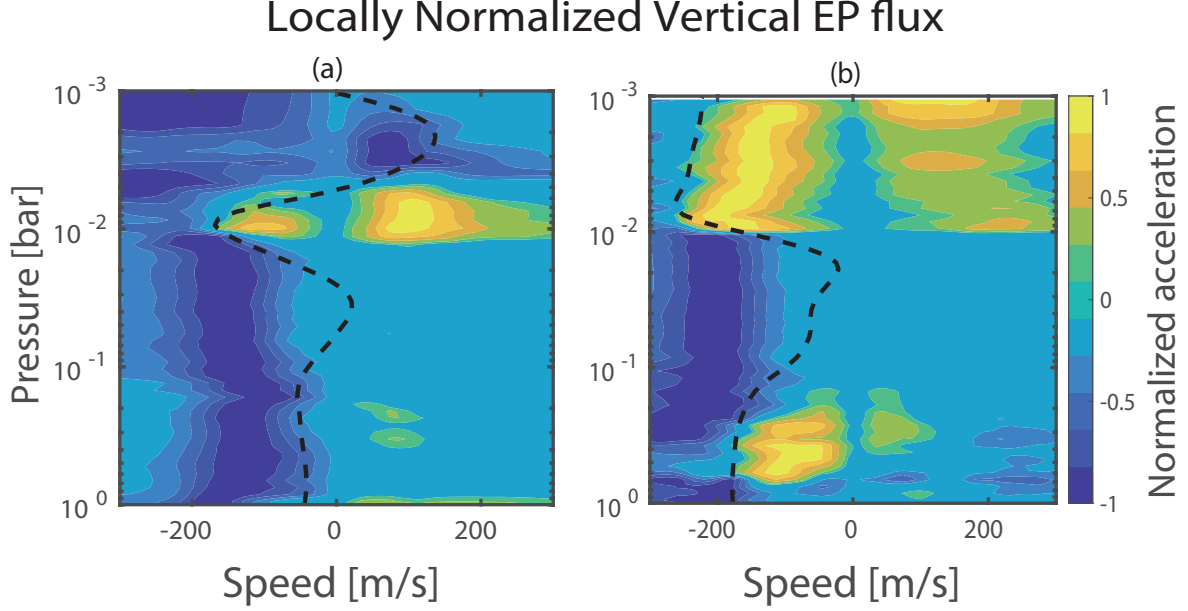 Locally Normalized Vertical EP flux
(a)
(b)
Pressure [bar]
10 -3
10 -2
10 -1
10 0
-200 0 200
Speed [m/s]
10 -3
10 -2
10 -1
10 0
-200 0 200
Speed [m/s]
1
0.5
0
-0.5
-1
Normalized acceleration